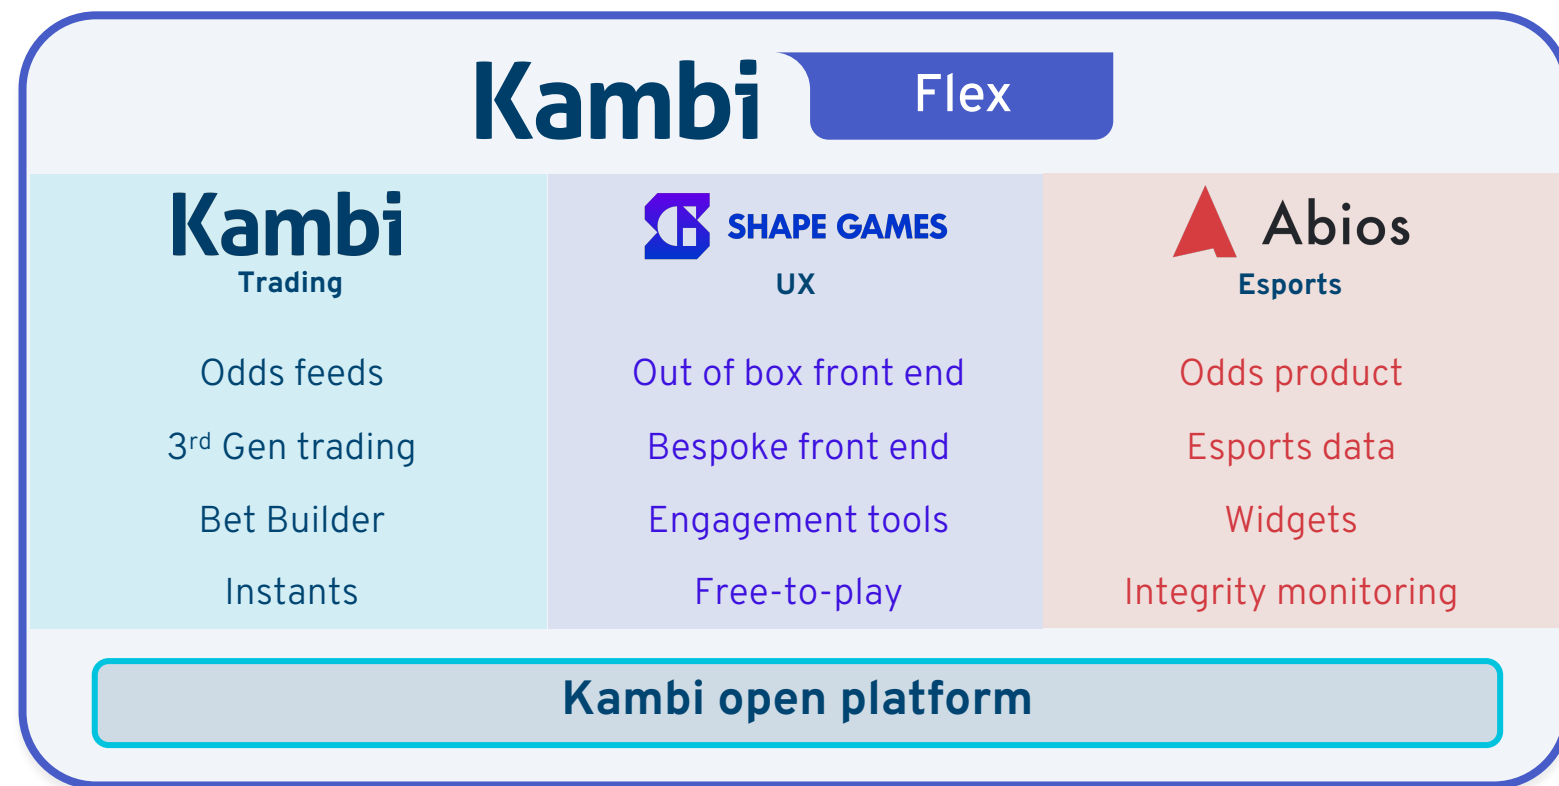 Kambi Flex
Kambi
Trading
Odds feeds
3rd Gen trading
Bet Builder
Instants
SHAPE GAMES
UX
Out of box front end
Bespoke front end
Engagement tools
Free-to-play
Abios
Esports
Odds product
Esports data
Widgets
Integrity monitoring
Kambi open platform